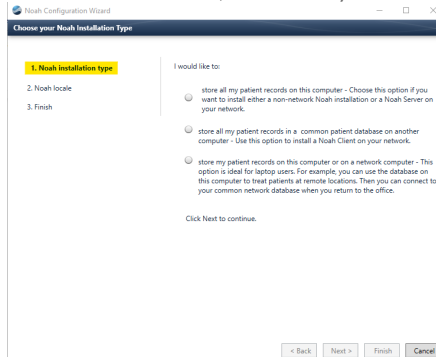 Noah Configuration Wizard
Choose your Noah Installation Type
1. Noah installation type
2. Noah locale
3. Finish
I would like to:
store all my patient records on this computer - Choose this option if you
want to install either a non-network Noah installation or a Noah Server on
your network.
store all my patient records in a common patient database on another
computer - Use this option to install a Noah Client on your network.
store my patient records on this computer or on a network computer - This
option is ideal for laptop users. For example, you can use the database on
this computer to treat patients at remote locations. Then you can connect to
your common network database when you return to the office.
Click Next to continue.
< Back Next > Finish Cancel